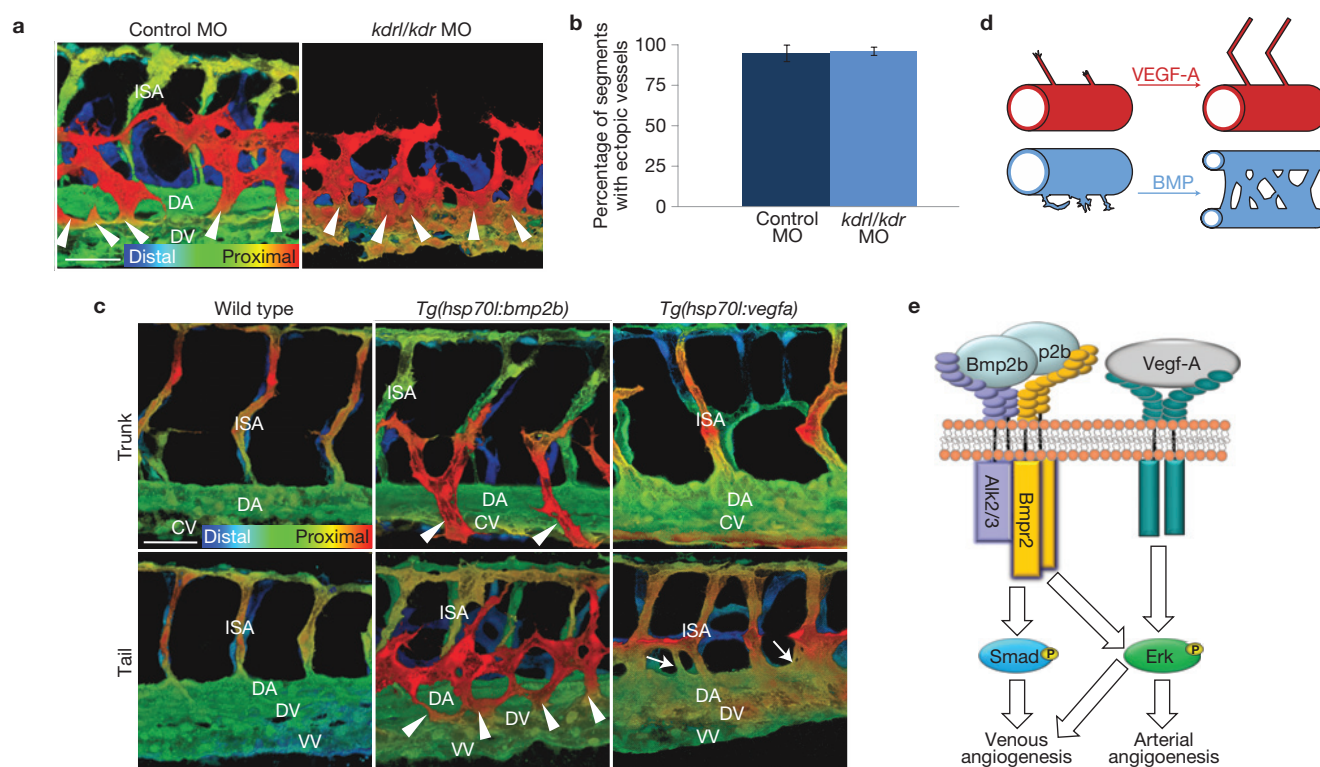 a
Control MO
kdrl/kdr MO
ISA
DA
DV
Distal
Proximal
b
Percentage of segments
with ectopic vessels
100
75
50
25
0
Control
MO
kdrl/kdr
MO
c
Wild type
Tg(hsp70l:bmp2b)
Tg(hsp70l:vegfa)
Trunk
ISA
DA
CV
Distal
Proximal
ISA
DA
CV
ISA
DA
CV
Tail
ISA
DA
DV
VV
ISA
DA
DV
VV
ISA
DA
DV
VV
d
VEGF-A
BMP
e
Bmp2b
p2b
Vegf-A
Alk2/3
Bmpr2
Smad
P
Erk
P
Venous
angiogenesis
Arterial
angiogoenesis